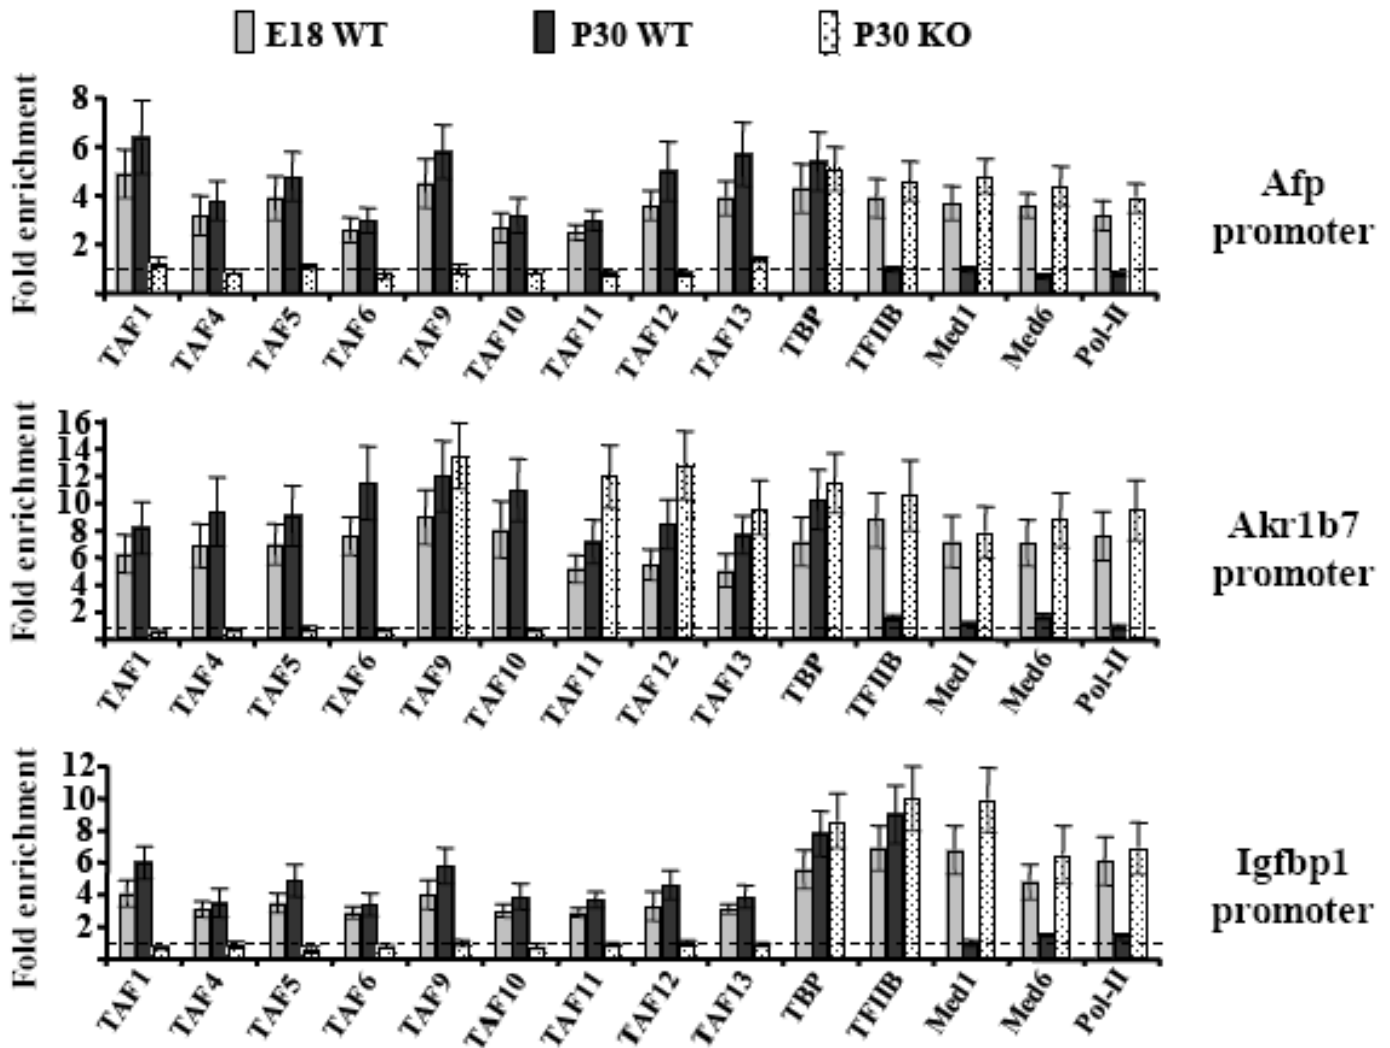 E18 WT P30 WT P30 KO
Fold enrichment
8
6
4
2
TAF1 TAF4 TAF5 TAF6 TAF9 TAF10 TAF11 TAF12 TAF13 TBP TFIIB Med1 Med6 Pol-II
Afp
promoter
Fold enrichment
16
14
12
10
8
6
4
2
TAF1 TAF4 TAF5 TAF6 TAF9 TAF10 TAF11 TAF12 TAF13 TBP TFIIB Med1 Med6 Pol-II
Akr1b7
promoter
Fold enrichment
12
10
8
6
4
2
TAF1 TAF4 TAF5 TAF6 TAF9 TAF10 TAF11 TAF12 TAF13 TBP TFIIB Med1 Med6 Pol-II
Igfbp1
promoter